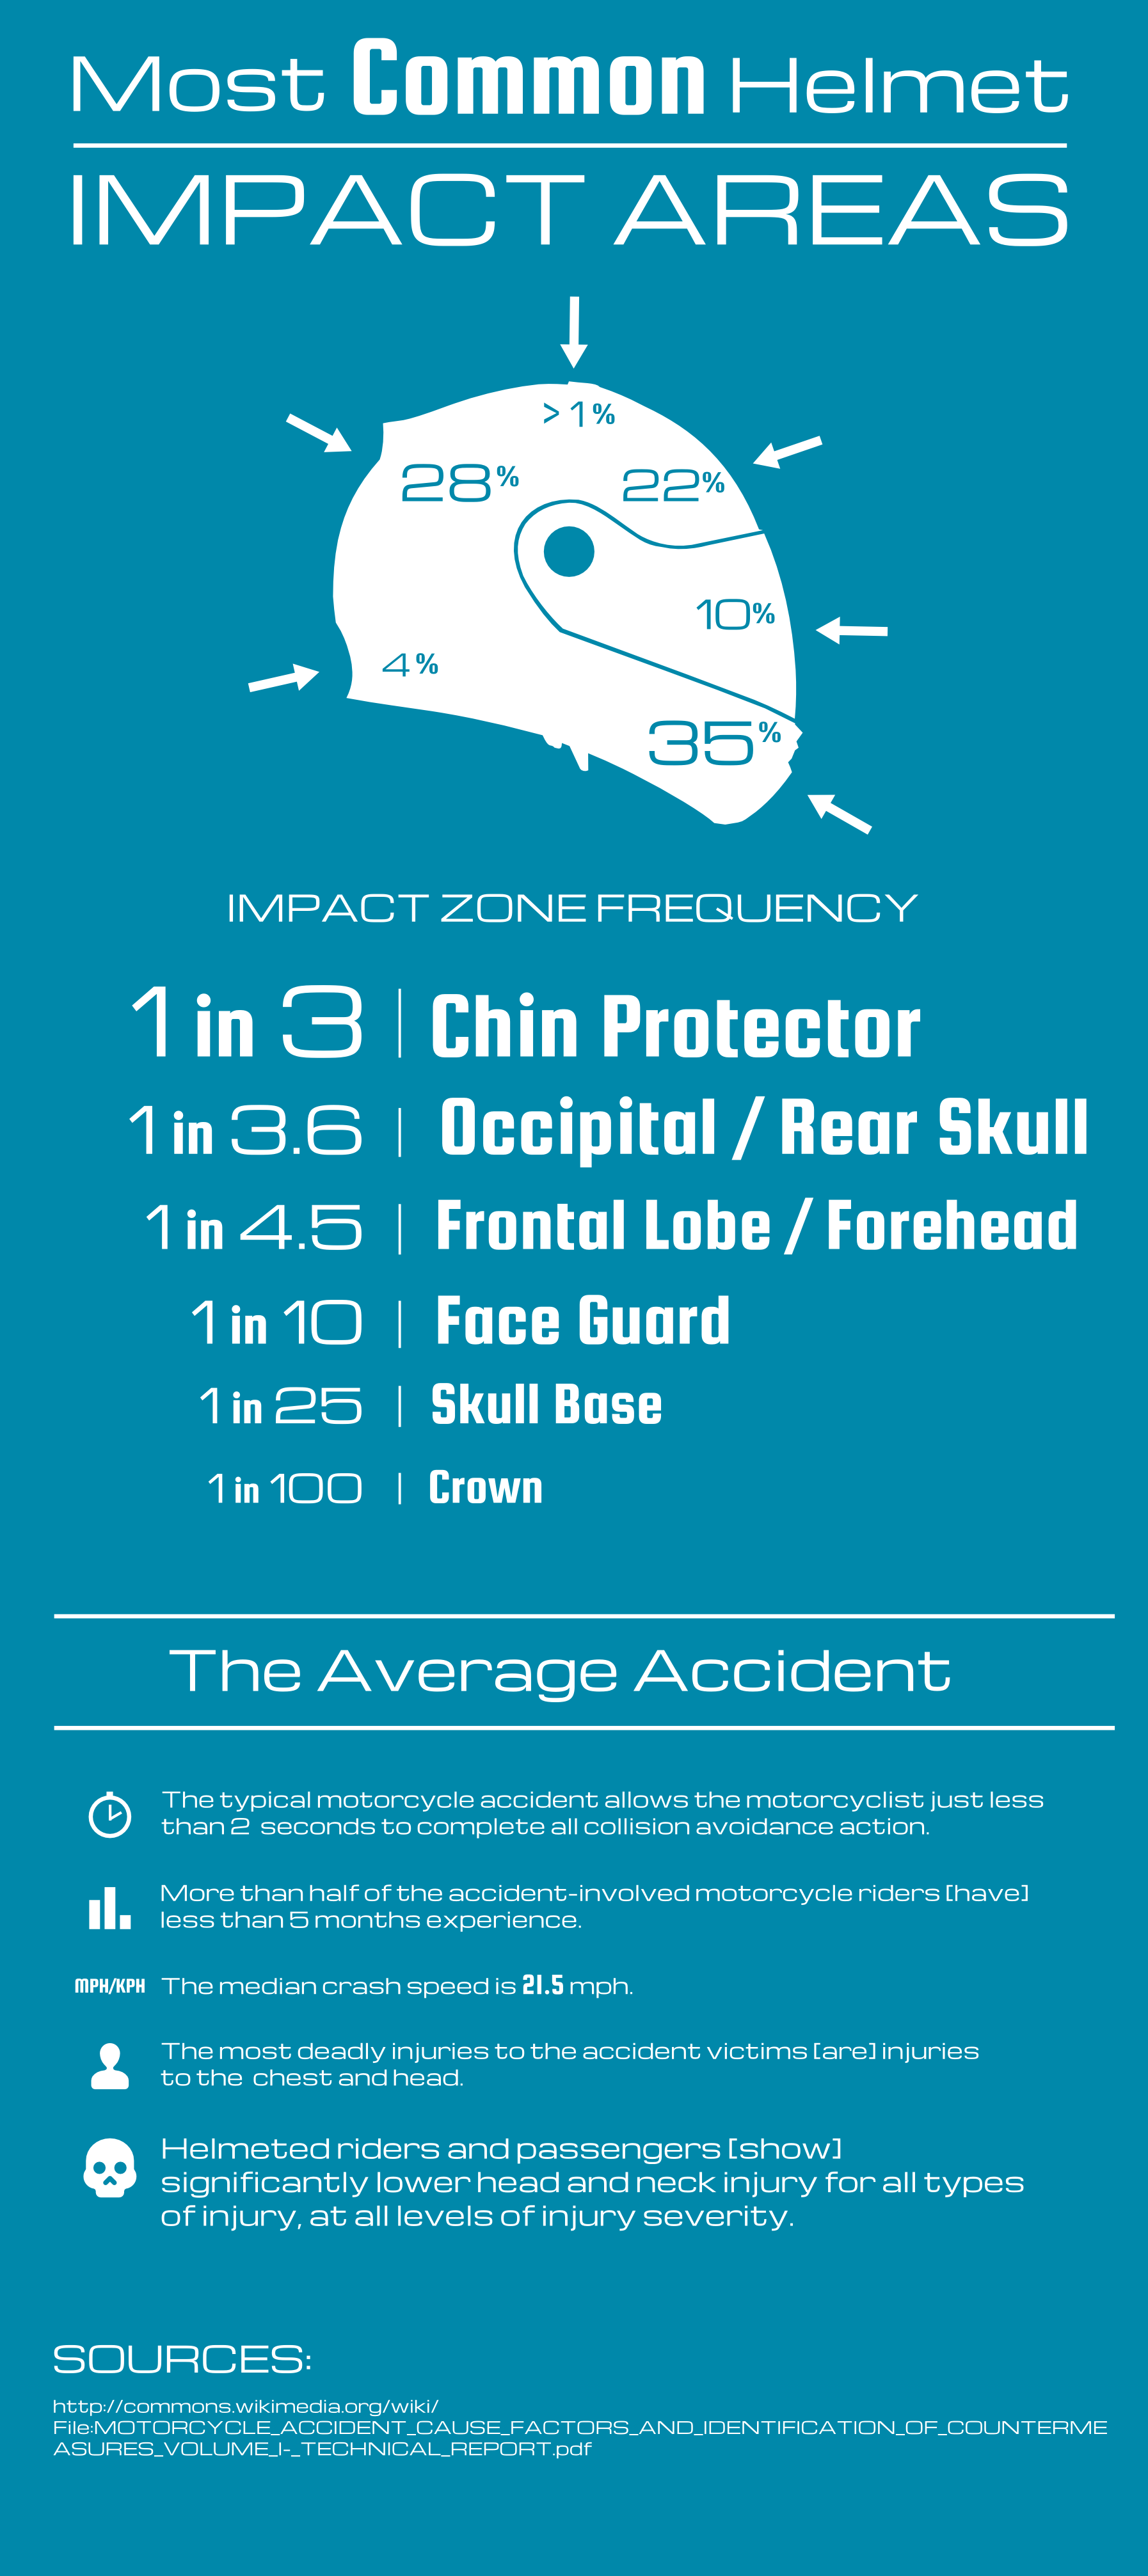 Most Common Helmet
IMPACT AREAS
> 1%
28%
22%
10%
4%
35%
IMPACT ZONE FREQUENCY
1 in 3 | Chin Protector
1 in 3.6 | Occipital / Rear Skull
1 in 4.5 | Frontal Lobe / Forehead
1 in 10 | Face Guard
1 in 25 | Skull Base
1 in 100 | Crown
The Average Accident
The typical motorcycle accident allows the motorcyclist just less
than 2 seconds to complete all collision avoidance action.
More than half of the accident-involved motorcycle riders [have]
less than 5 months experience.
MPH/KPH The median crash speed is 21.5 mph.
The most deadly injuries to the accident victims [are] injuries
to the chest and head.
Helmeted riders and passengers [show]
significantly lower head and neck injury for all types
of injury, at all levels of injury severity.
SOURCES:
http://commons.wikimedia.org/wiki/
File:MOTORCYCLE_ACCIDENT_CAUSE_FACTORS_AND_IDENTIFICATION_OF_COUNTERME
ASURES_VOLUME_I-_TECHNICAL_REPORT.pdf